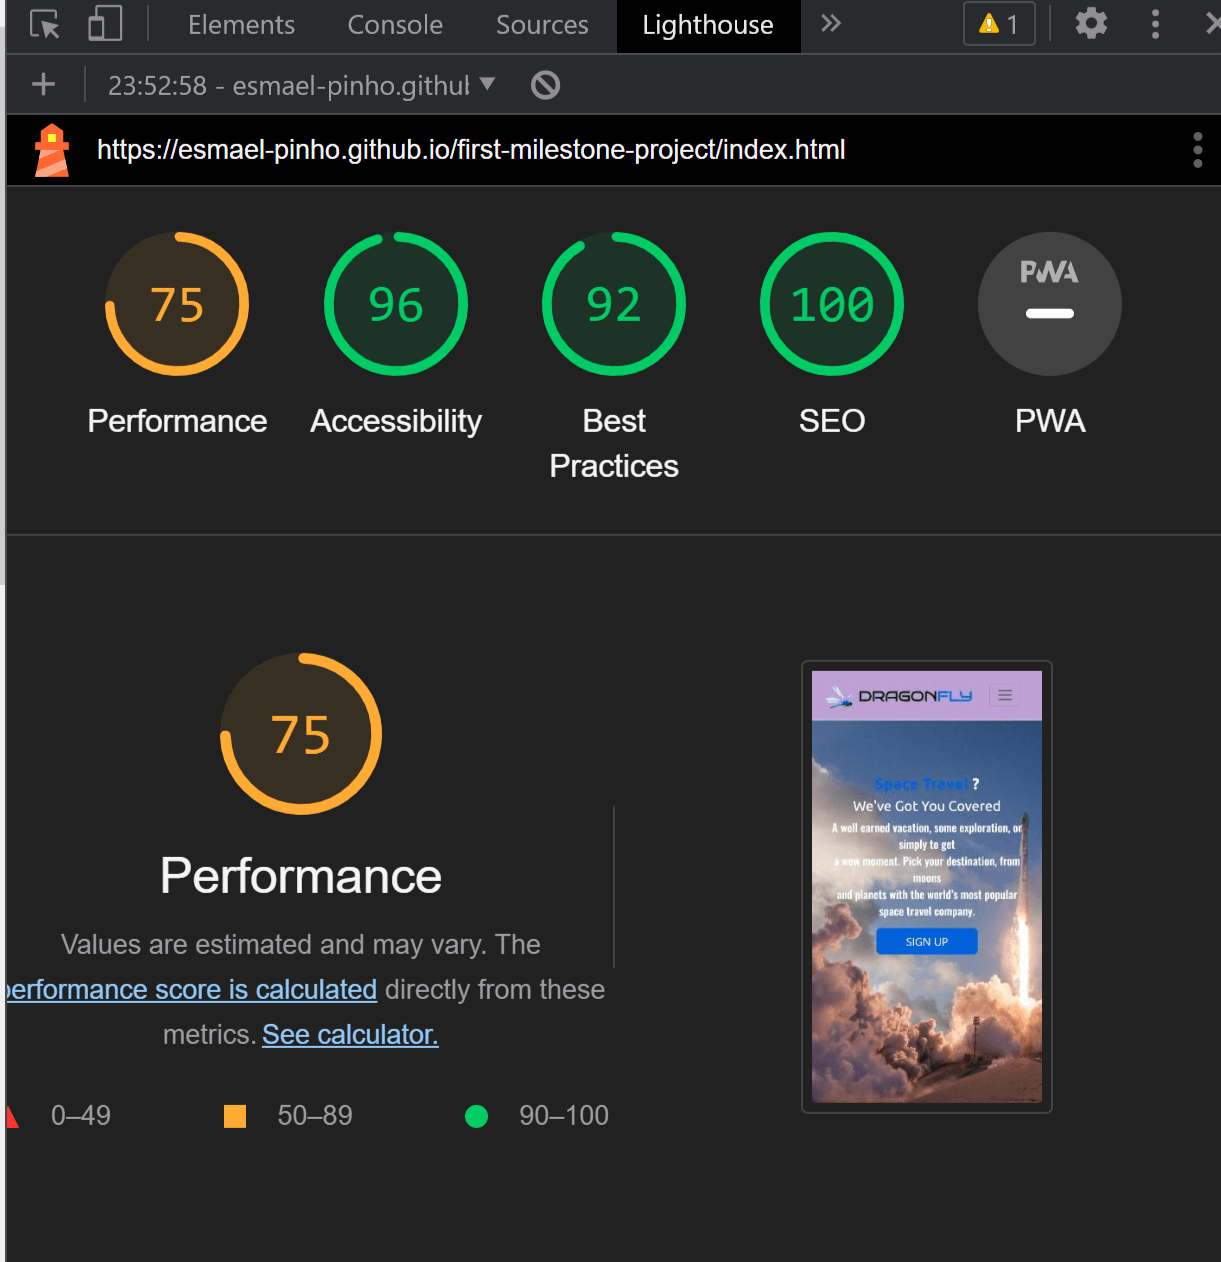 Elements Console Sources Lighthouse » 1
+ 23:52:58 - esmael-pinho.githul
https://esmael-pinho.github.io/first-milestone-project/index.html
75 96 92 100 PWA
Performance Accessibility Best Practices SEO PWA
75
Performance
Values are estimated and may vary. The
performance score is calculated directly from these
metrics. See calculator.
0–49 50–89 90–100
DRAGONFLY
Space Travel ?
We've Got You Covered
A well earned vacation, some exploration, or
simply to get
a wow moment. Pick your destination, from
moons
and planets with the world's most popular
space travel company.
SIGN UP